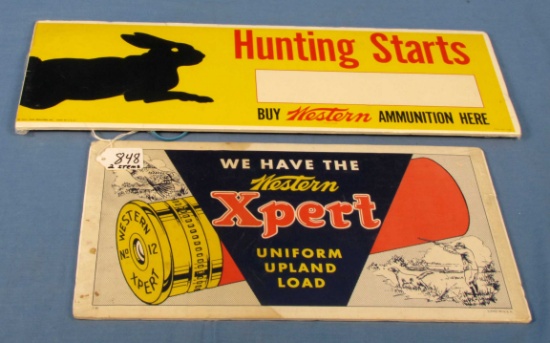 Hunting Starts
BUY Western AMMUNITION HERE
848
WE HAVE THE
Western
Xpert
UNIFORM
UPLAND
LOAD
WESTERN
No 12
XPERT